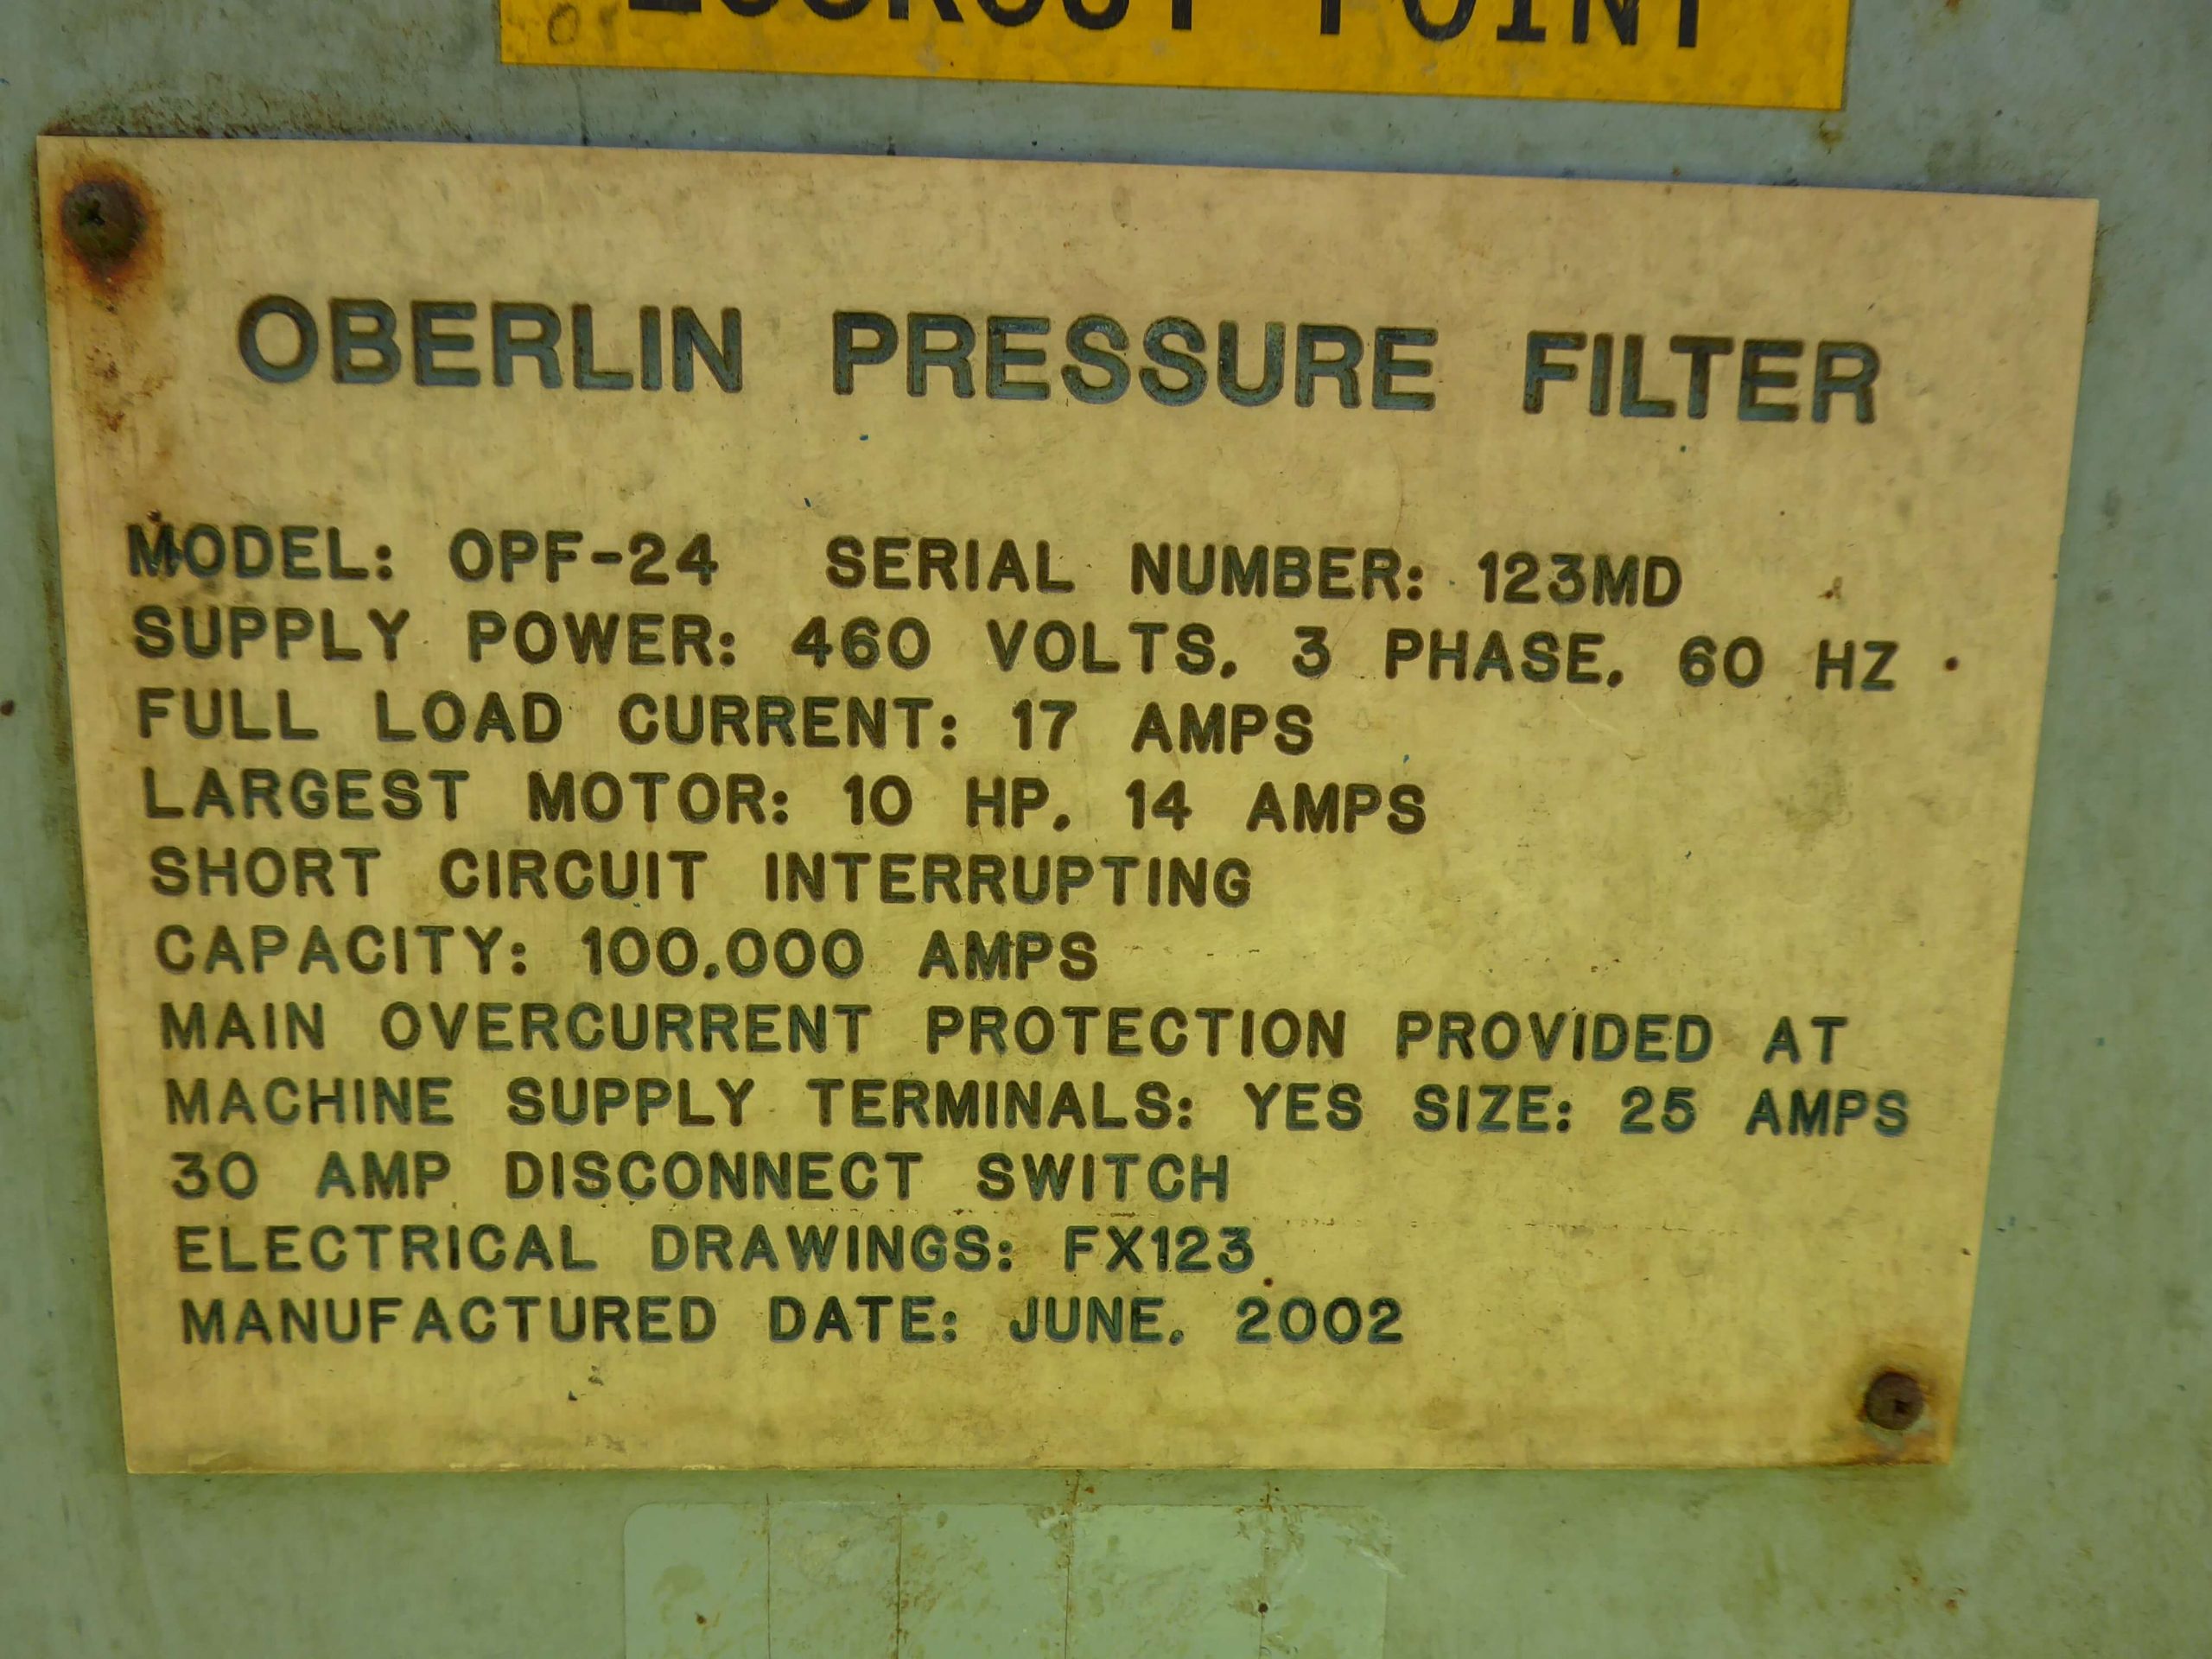 LOCKOUT POINT
OBERLIN PRESSURE FILTER
MODEL: OPF-24 SERIAL NUMBER: 123MD
SUPPLY POWER: 460 VOLTS, 3 PHASE, 60 HZ
FULL LOAD CURRENT: 17 AMPS
LARGEST MOTOR: 10 HP, 14 AMPS
SHORT CIRCUIT INTERRUPTING
CAPACITY: 100,000 AMPS
MAIN OVERCURRENT PROTECTION PROVIDED AT
MACHINE SUPPLY TERMINALS: YES SIZE: 25 AMPS
30 AMP DISCONNECT SWITCH
ELECTRICAL DRAWINGS: FX123
MANUFACTURED DATE: JUNE, 2002